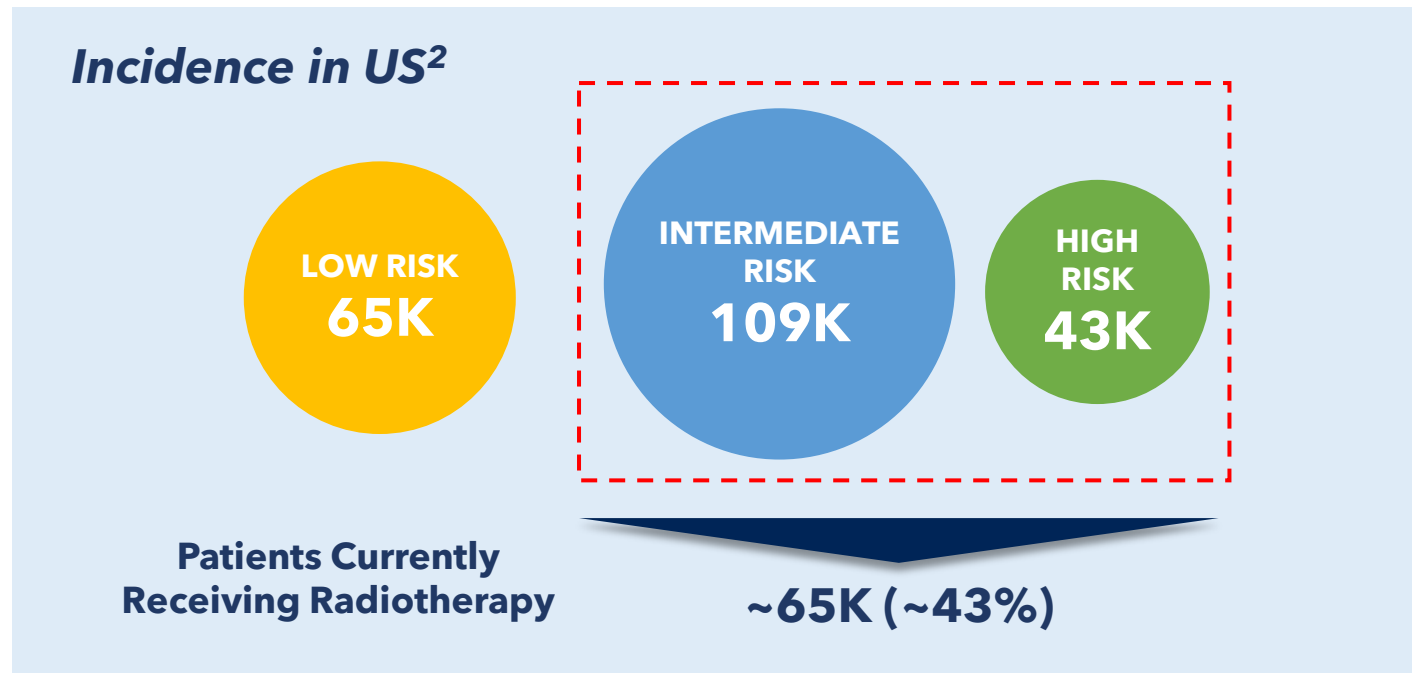 Incidence in US²
LOW RISK
65K
INTERMEDIATE
RISK
109K
HIGH
RISK
43K
Patients Currently
Receiving Radiotherapy
~65K (~43%)